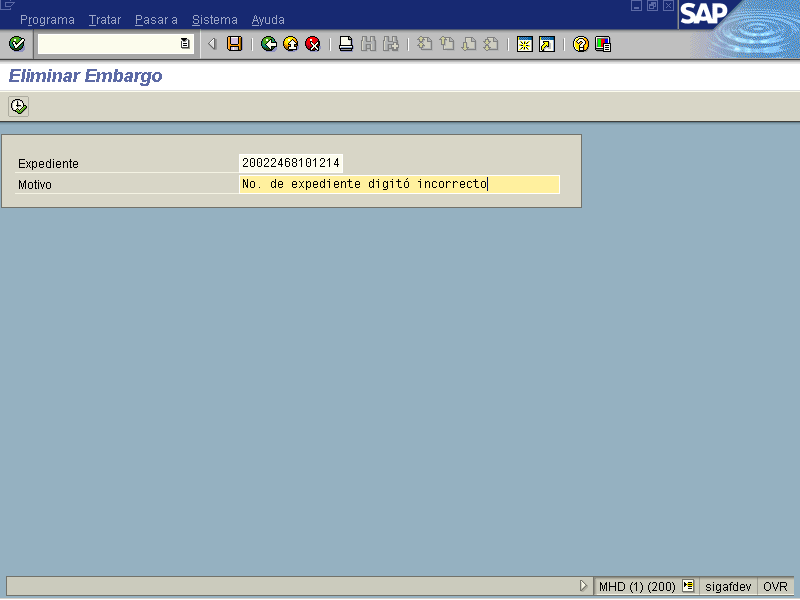 Programa Tratar Pasar a Sistema Ayuda
SAP
Eliminar Embargo
Expediente 20022468101214
Motivo No. de expediente digitó incorrecto
MHD (1) (200) sigafdev OVR